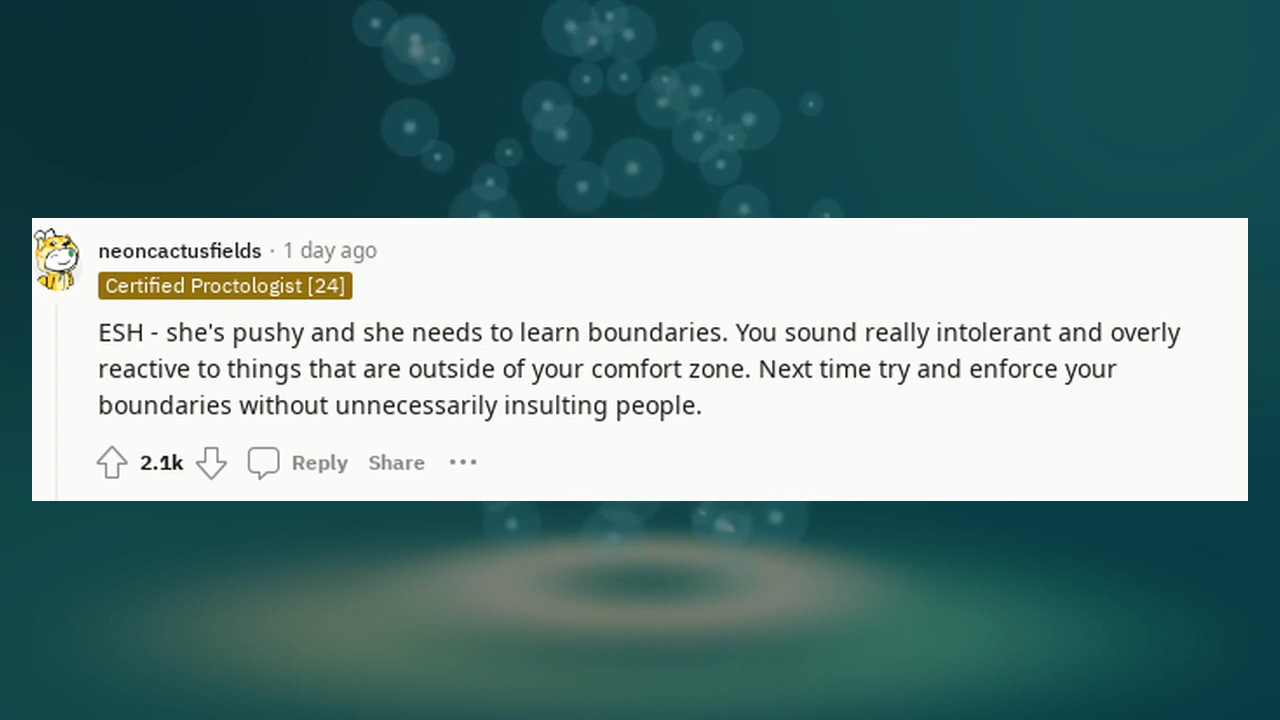 neoncactusfields · 1 day ago
Certified Proctologist [24]
ESH - she's pushy and she needs to learn boundaries. You sound really intolerant and overly
reactive to things that are outside of your comfort zone. Next time try and enforce your
boundaries without unnecessarily insulting people.
2.1k Reply Share ···